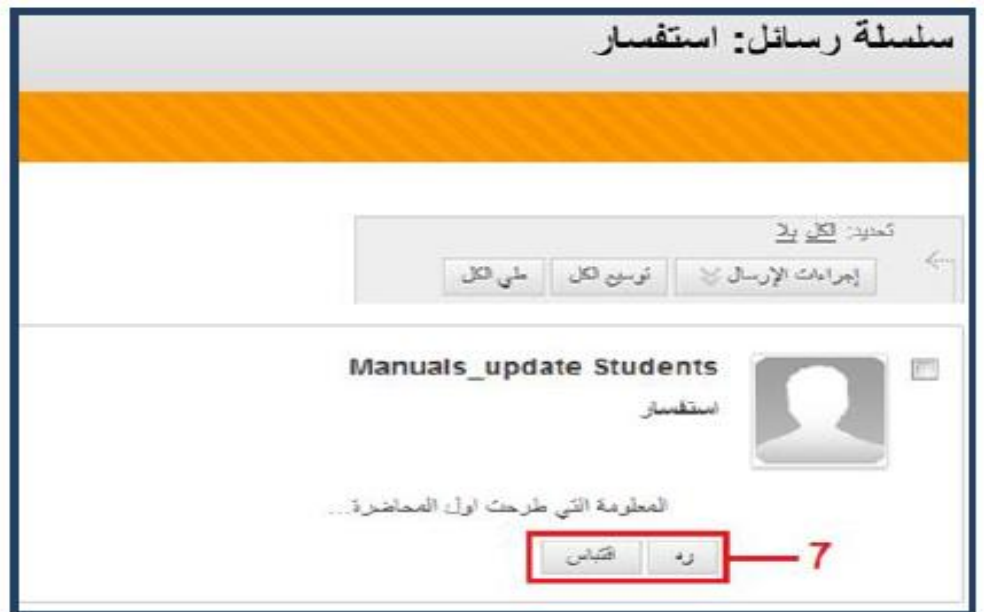 سلسلة رسائل: استفسار
تحديد: الكل بلا
إجراءات الإرسال توسيع الكل طي الكل
Manuals_update Students
استفسار
المعلومة التي طرحت اول المحاضرة...
رد اقتباس 7